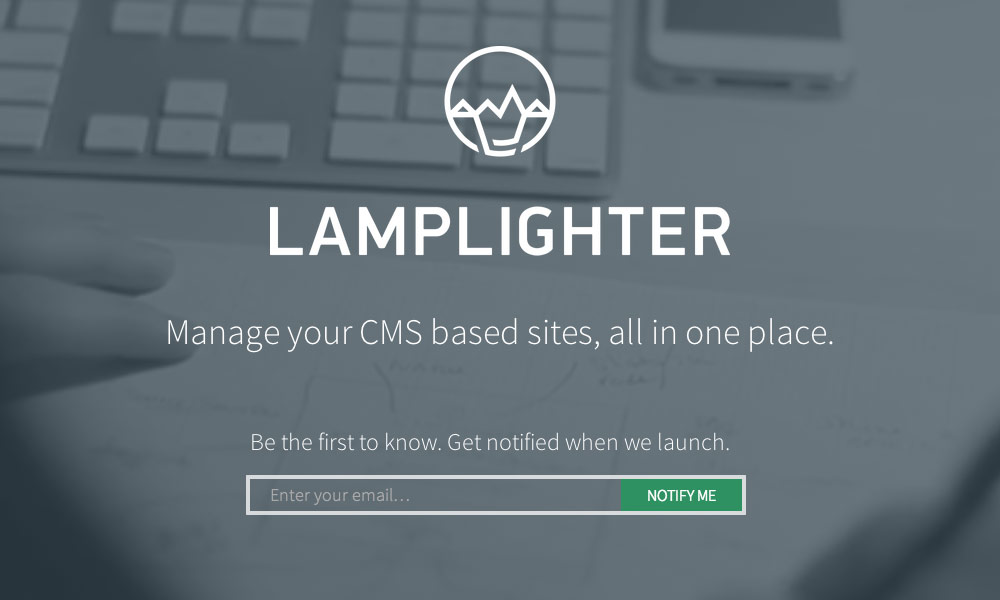 LAMPLIGHTER
Manage your CMS based sites, all in one place.
Be the first to know. Get notified when we launch.
Enter your email...
NOTIFY ME